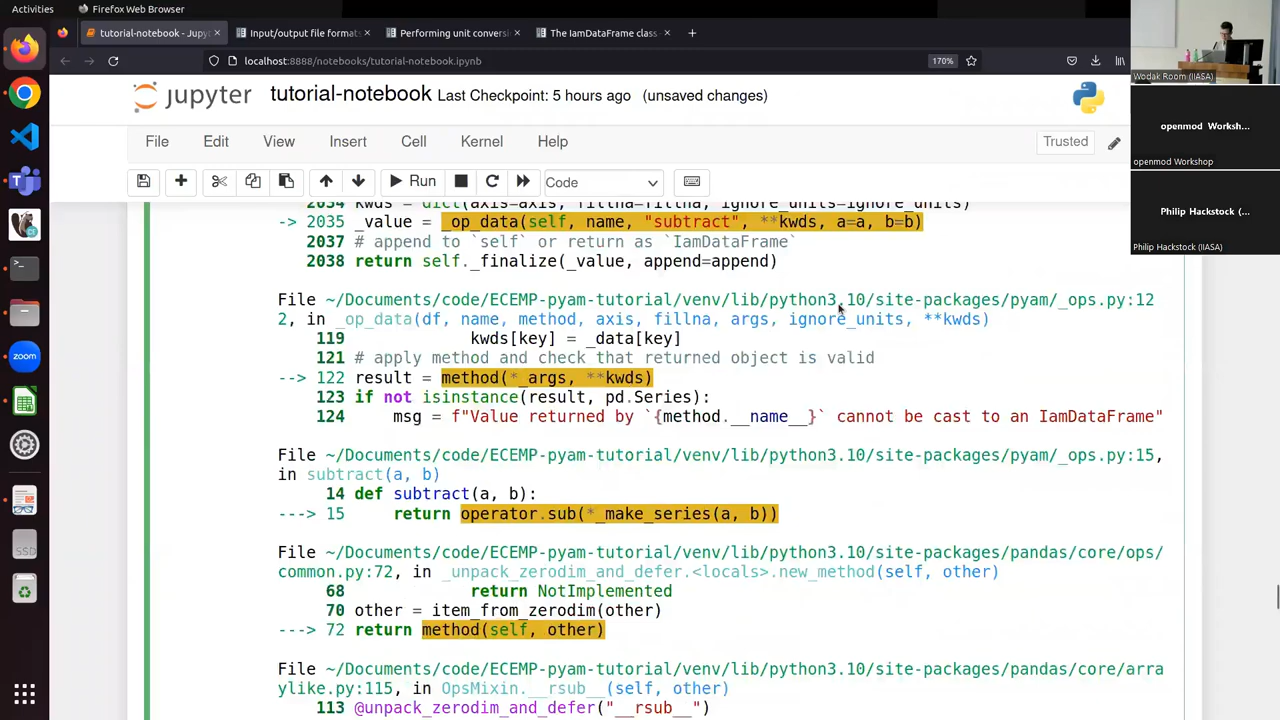 Activities
Firefox Web Browser
tutorial-notebook - Jupyt
Input/output file formats
Performing unit conversi
The IamDataFrame class
localhost:8888/notebooks/tutorial-notebook.ipynb
170%
jupyter
tutorial-notebook Last Checkpoint: 5 hours ago (unsaved changes)
File Edit View Insert Cell Kernel Help
Trusted
Run
Code
2034 kwds = dict(axis=axis, fillna=fillna, ignore_units=ignore_units)
-> 2035 _value = _op_data(self, name, "subtract", **kwds, a=a, b=b)
2037 # append to `self` or return as `IamDataFrame`
2038 return self._finalize(_value, append=append)
File ~/Documents/code/ECEMP-pyam-tutorial/venv/lib/python3.10/site-packages/pyam/_ops.py:12
2, in _op_data(df, name, method, axis, fillna, args, ignore_units, **kwds)
119 kwds[key] = _data[key]
121 # apply method and check that returned object is valid
--> 122 result = method(*_args, **kwds)
123 if not isinstance(result, pd.Series):
124 msg = f"Value returned by `{method.__name__}` cannot be cast to an IamDataFrame"
File ~/Documents/code/ECEMP-pyam-tutorial/venv/lib/python3.10/site-packages/pyam/_ops.py:15,
in subtract(a, b)
14 def subtract(a, b):
---> 15 return operator.sub(*_make_series(a, b))
File ~/Documents/code/ECEMP-pyam-tutorial/venv/lib/python3.10/site-packages/pandas/core/ops/
common.py:72, in _unpack_zerodim_and_defer.<locals>.new_method(self, other)
68 return NotImplemented
70 other = item_from_zerodim(other)
---> 72 return method(self, other)
File ~/Documents/code/ECEMP-pyam-tutorial/venv/lib/python3.10/site-packages/pandas/core/arra
ylike.py:115, in OpsMixin.__rsub__(self, other)
113 @unpack_zerodim_and_defer("__rsub__")
Wodak Room (IIASA)
openmod Worksh...
openmod Workshop
Philip Hackstock (...
Philip Hackstock (IIASA)
zoom
SSD